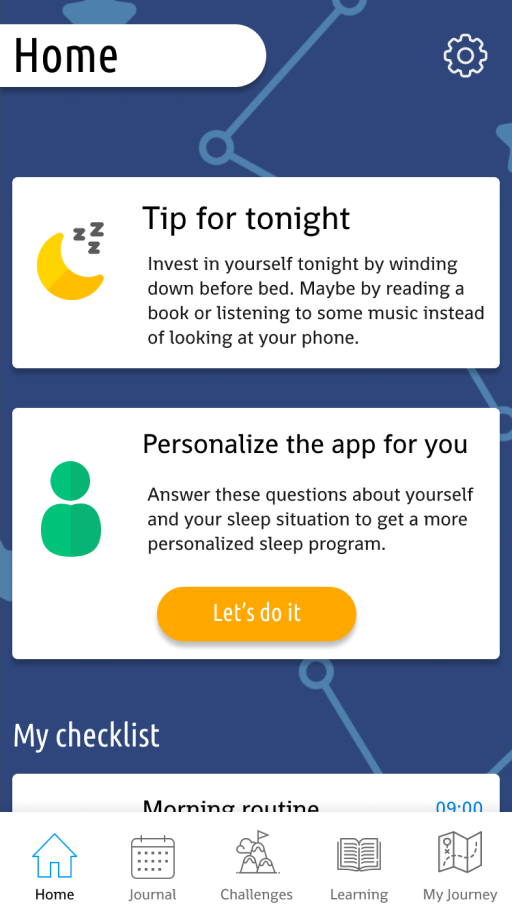 Home
Tip for tonight
Invest in yourself tonight by winding
down before bed. Maybe by reading a
book or listening to some music instead
of looking at your phone.
Personalize the app for you
Answer these questions about yourself
and your sleep situation to get a more
personalized sleep program.
Let's do it
My checklist
Morning routine 09:00
Home Journal Challenges Learning My Journey